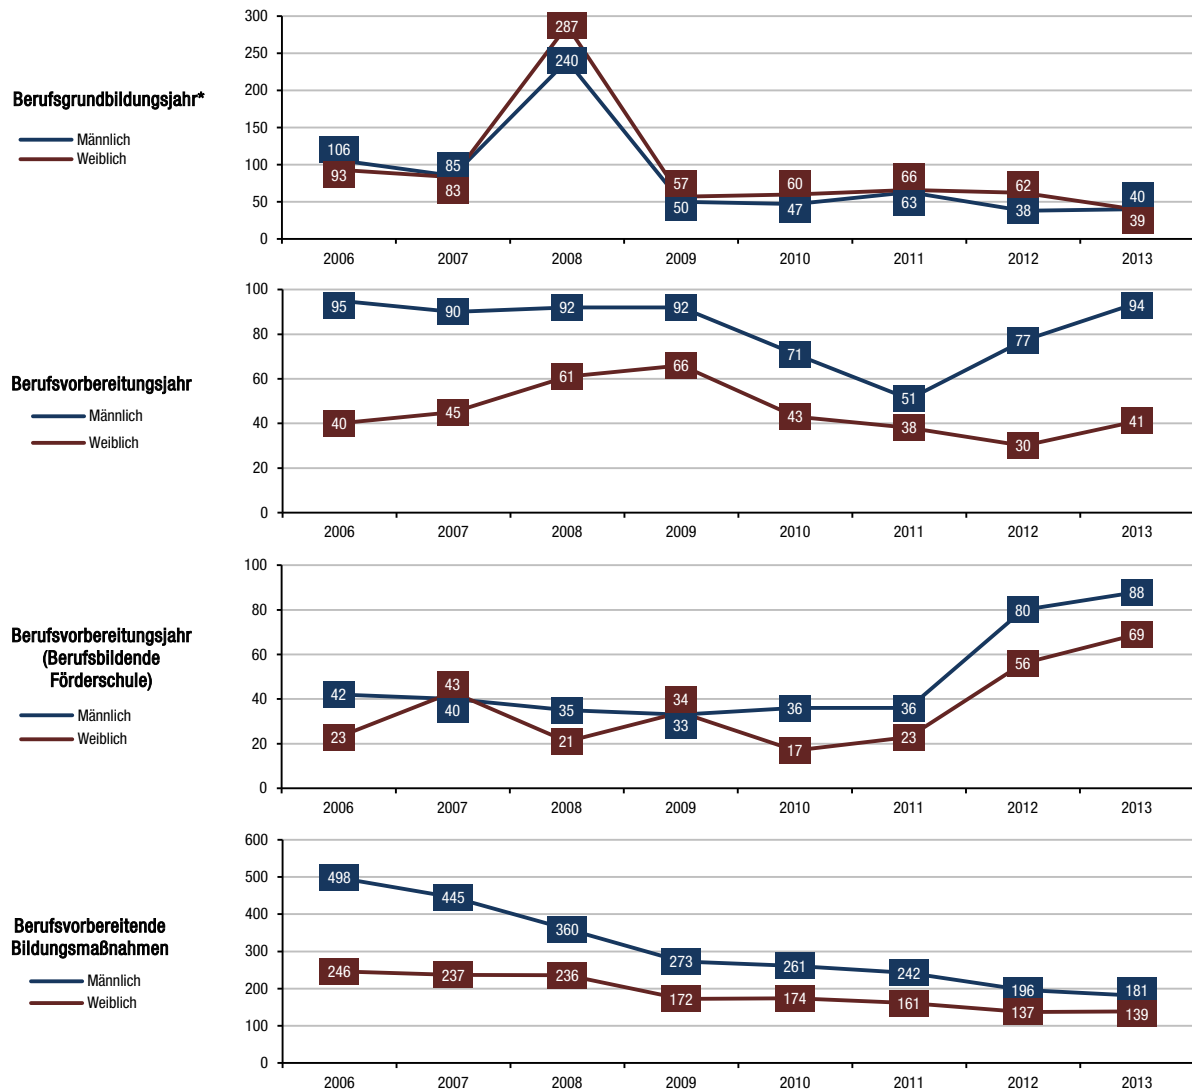 300
250
200
150
100
50
0
Berufsgrundbildungsjahr*
Männlich
Weiblich
106 85 240 50 47 63 38 40
93 83 287 57 60 66 62 39
2006 2007 2008 2009 2010 2011 2012 2013
100
80
60
40
20
0
Berufsvorbereitungsjahr
Männlich
Weiblich
95 90 92 92 71 51 77 94
40 45 61 66 43 38 30 41
2006 2007 2008 2009 2010 2011 2012 2013
100
80
60
40
20
0
Berufsvorbereitungsjahr
(Berufsbildende
Förderschule)
Männlich
Weiblich
42 40 35 33 36 36 80 88
23 43 21 34 17 23 56 69
2006 2007 2008 2009 2010 2011 2012 2013
600
500
400
300
200
100
0
Berufsvorbereitende
Bildungsmaßnahmen
Männlich
Weiblich
498 445 360 273 261 242 196 181
246 237 236 172 174 161 137 139
2006 2007 2008 2009 2010 2011 2012 2013